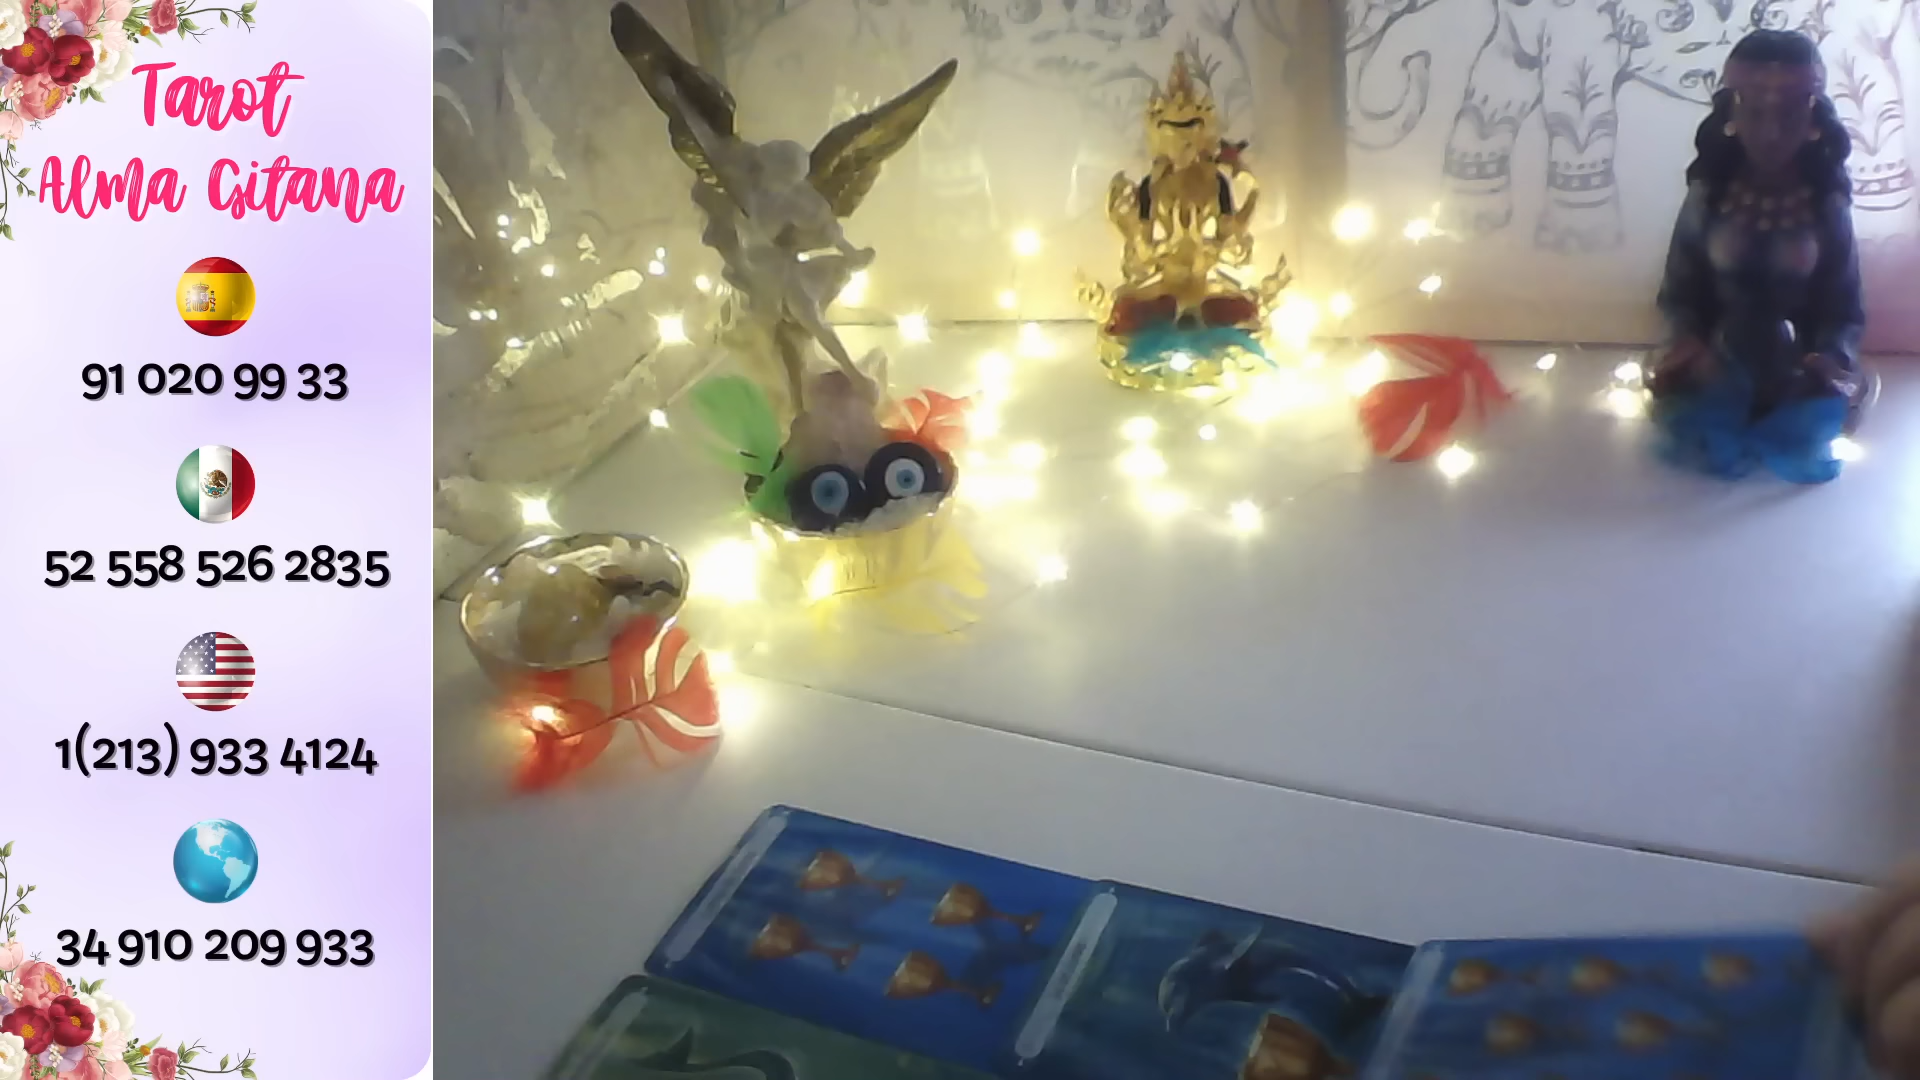 Tarot
Alma Gitana
91 020 99 33
52 558 526 2835
1(213) 933 4124
34 910 209 933